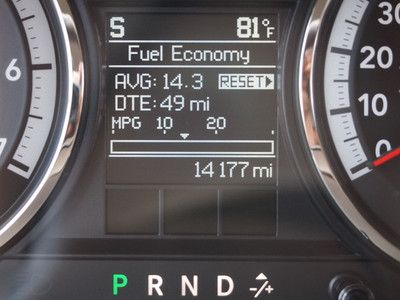 S 81°F
Fuel Economy
AVG: 14.3 RESET
DTE: 49 mi
MPG 10 20
14177 mi
6
7
30
20
10
0
P R N D -/+